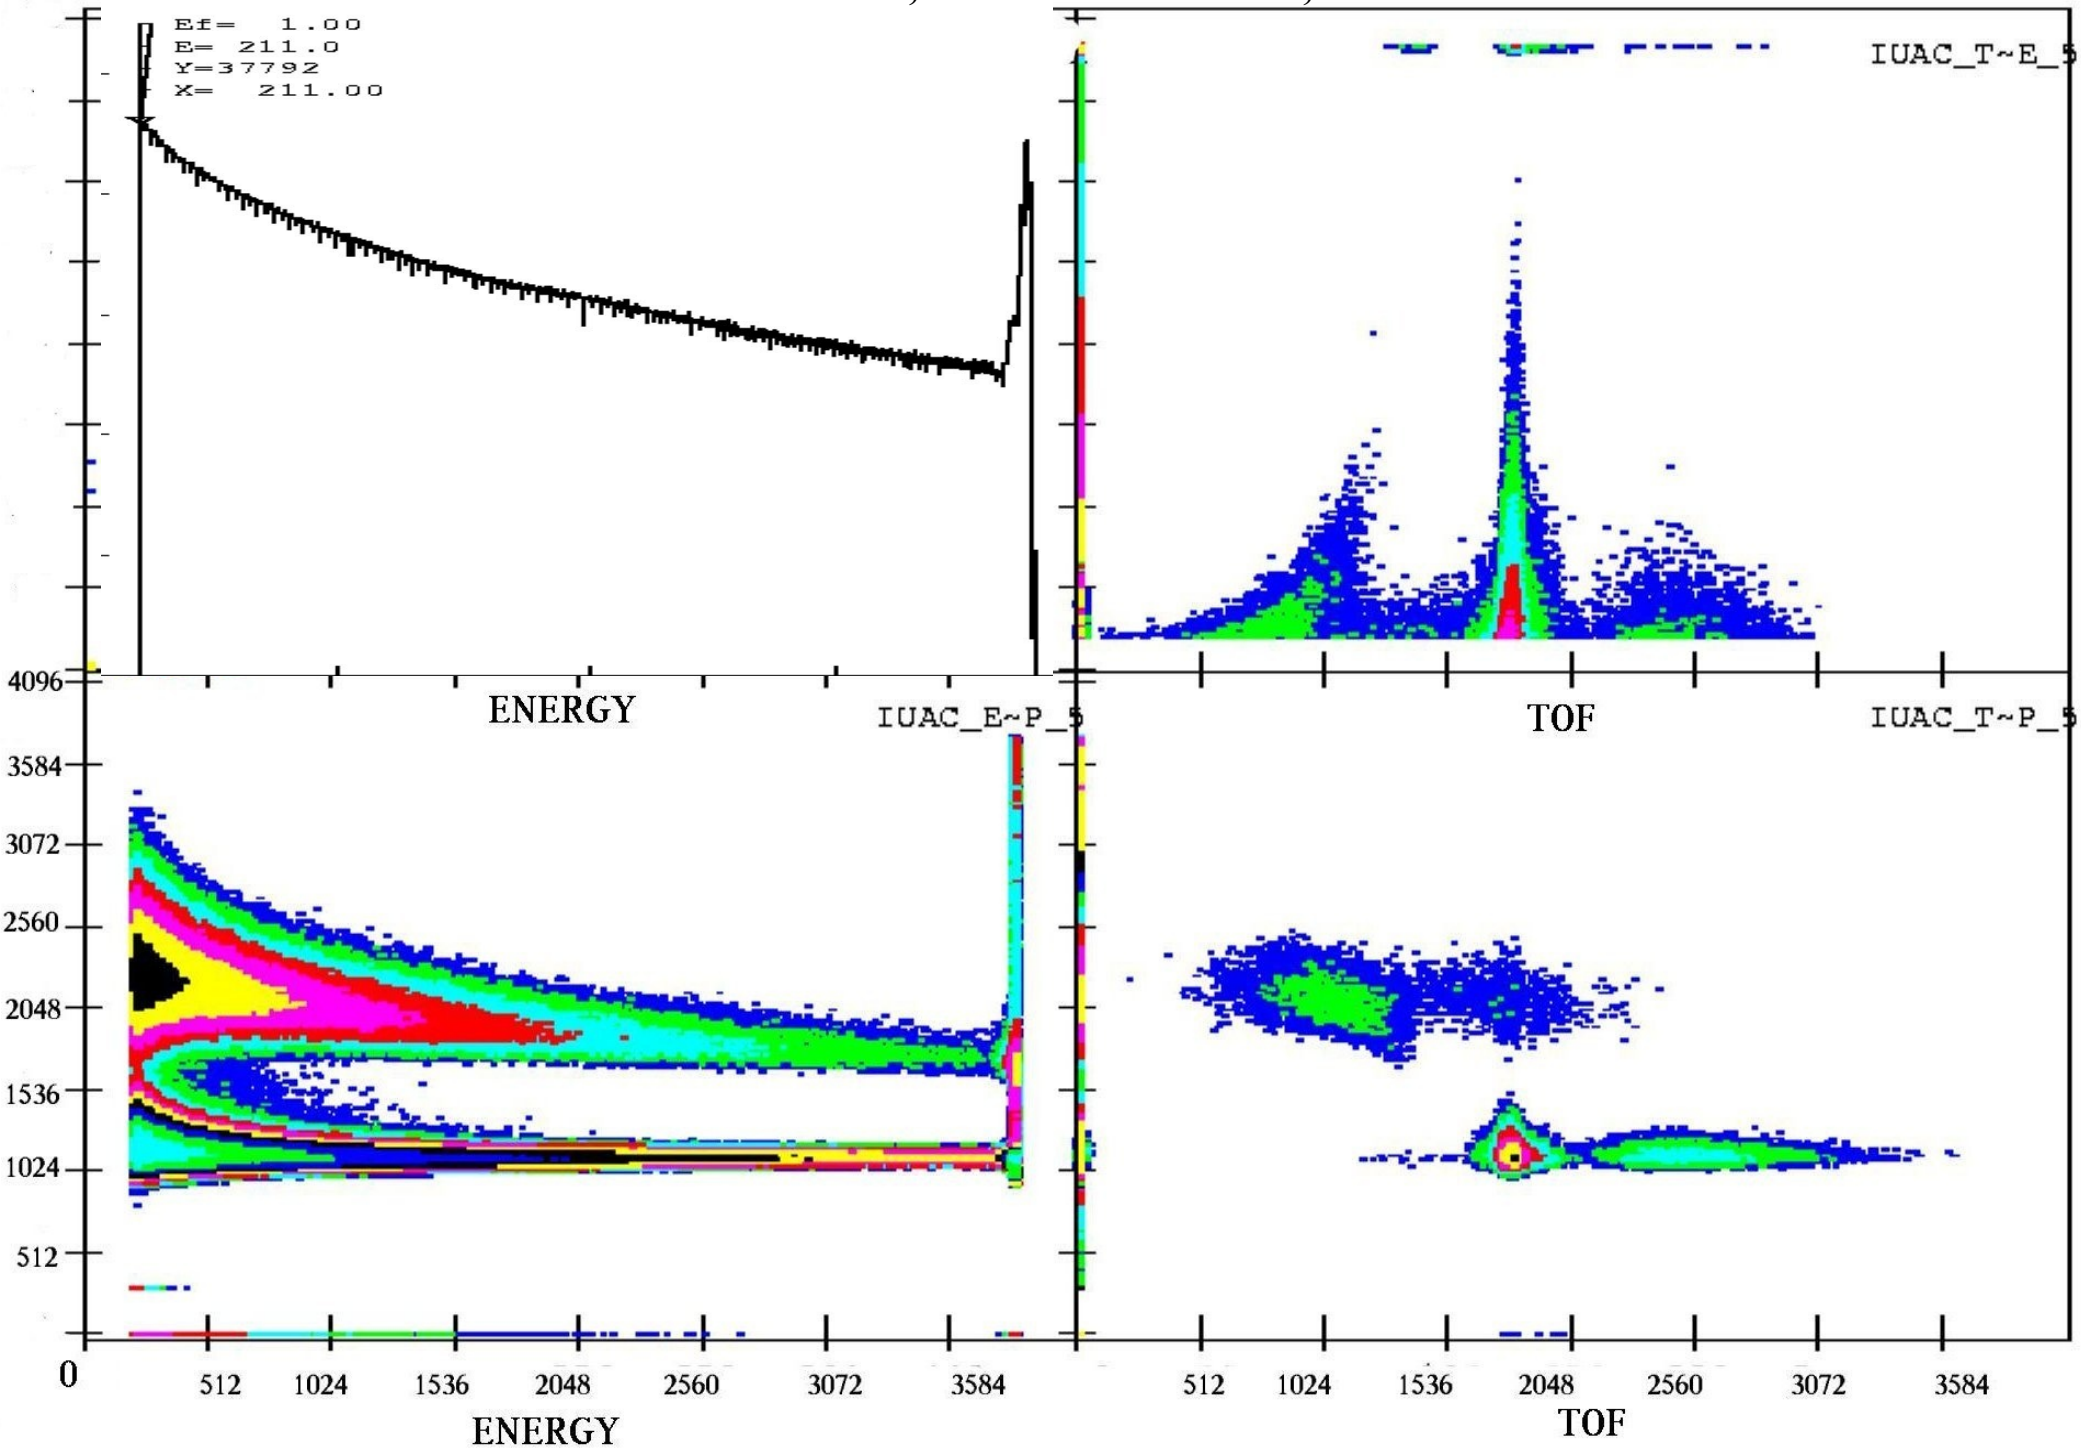 Ef= 1.00
E= 211.0
Y=37792
X= 211.00
IUAC_T~E_5
ENERGY
TOF
IUAC_E~P_5
IUAC_T~P_5
4096
3584
3072
2560
2048
1536
1024
512
0
512 1024 1536 2048 2560 3072 3584
512 1024 1536 2048 2560 3072 3584
ENERGY
TOF